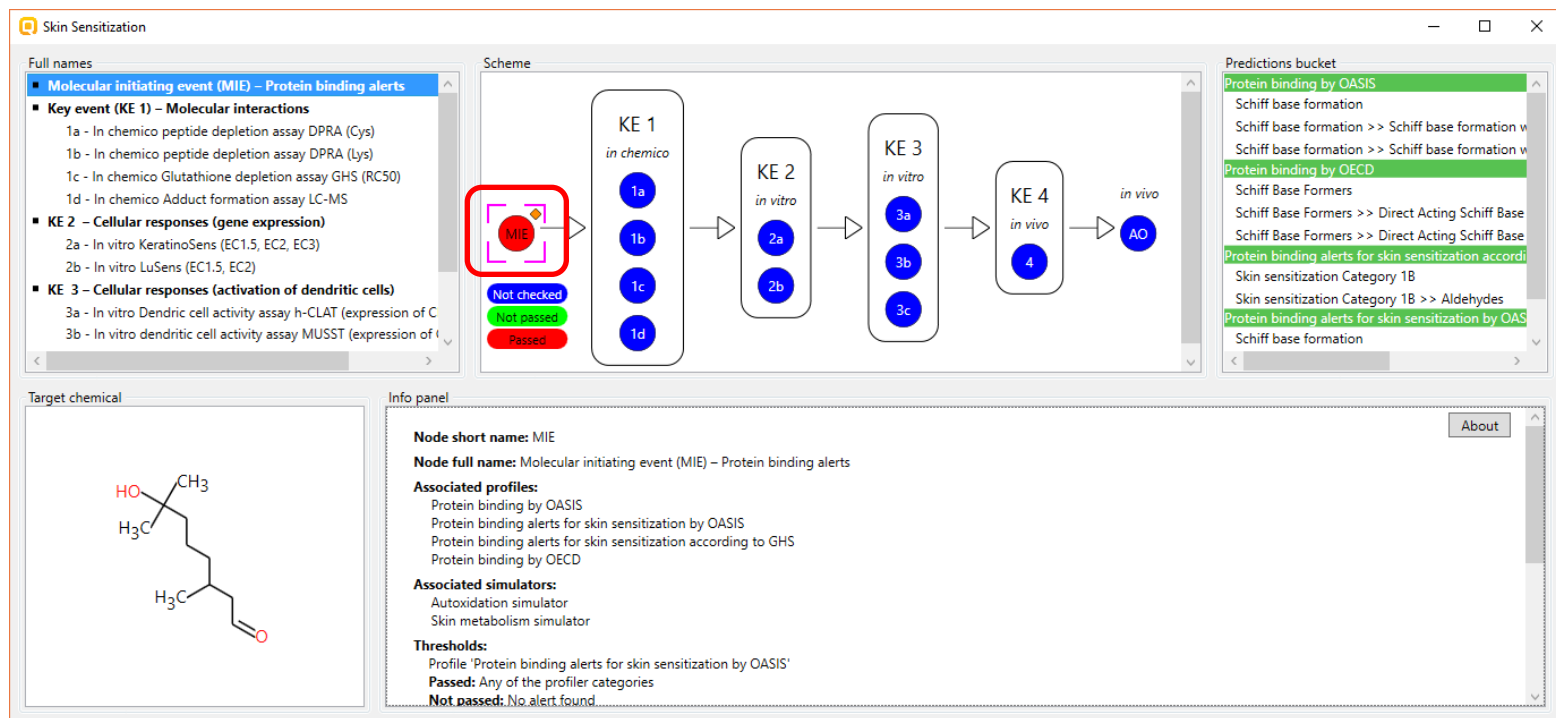 Skin Sensitization
Full names
Molecular initiating event (MIE) – Protein binding alerts
Key event (KE 1) – Molecular interactions
1a - In chemico peptide depletion assay DPRA (Cys)
1b - In chemico peptide depletion assay DPRA (Lys)
1c - In chemico Glutathione depletion assay GHS (RC50)
1d - In chemico Adduct formation assay LC-MS
KE 2 – Cellular responses (gene expression)
2a - In vitro KeratinoSens (EC1.5, EC2, EC3)
2b - In vitro LuSens (EC1.5, EC2)
KE 3 – Cellular responses (activation of dendritic cells)
3a - In vitro Dendric cell activity assay h-CLAT (expression of C
3b - In vitro dendritic cell activity assay MUSST (expression of
Scheme
MIE
Not checked
Not passed
Passed
KE 1
in chemico
1a
1b
1c
1d
KE 2
in vitro
2a
2b
KE 3
in vitro
3a
3b
3c
KE 4
in vivo
4
in vivo
AO
Predictions bucket
Protein binding by OASIS
Schiff base formation
Schiff base formation >> Schiff base formation w
Schiff base formation >> Schiff base formation w
Protein binding by OECD
Schiff Base Formers
Schiff Base Formers >> Direct Acting Schiff Base
Schiff Base Formers >> Direct Acting Schiff Base
Protein binding alerts for skin sensitization accordi
Skin sensitization Category 1B
Skin sensitization Category 1B >> Aldehydes
Protein binding alerts for skin sensitization by OAS
Schiff base formation
Target chemical
HO
CH3
H3C
H3C
O
Info panel
About
Node short name: MIE
Node full name: Molecular initiating event (MIE) – Protein binding alerts
Associated profiles:
Protein binding by OASIS
Protein binding alerts for skin sensitization by OASIS
Protein binding alerts for skin sensitization according to GHS
Protein binding by OECD
Associated simulators:
Autoxidation simulator
Skin metabolism simulator
Thresholds:
Profile 'Protein binding alerts for skin sensitization by OASIS'
Passed: Any of the profiler categories
Not passed: No alert found